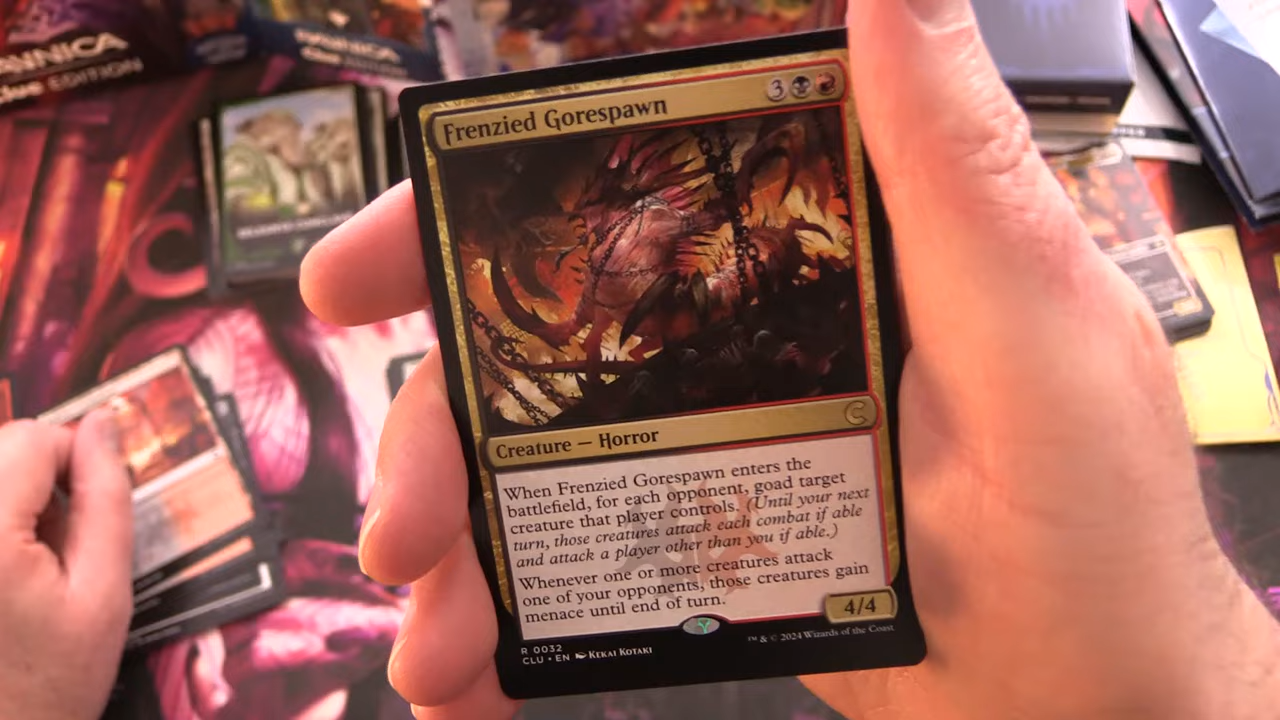 EDITION
Frenzied Gorespawn
3
Creature — Horror
When Frenzied Gorespawn enters the
battlefield, for each opponent, goad target
creature that player controls. (Until your next
turn, those creatures attack each combat if able
and attack a player other than you if able.)
Whenever one or more creatures attack
one of your opponents, those creatures gain
menace until end of turn.
4/4
R 0032
CLU • EN Kekai Kotaki
™ & © 2024 Wizards of the Coast